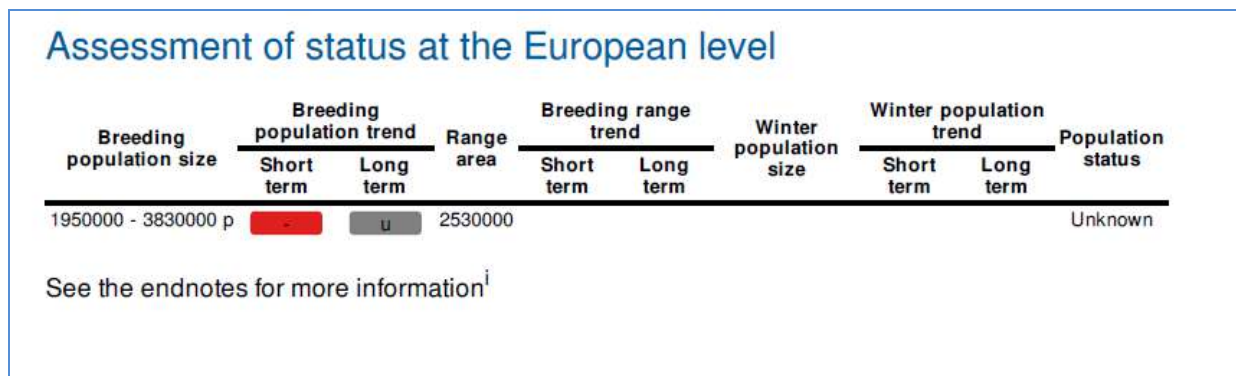 Assessment of status at the European level
Breeding population size
Breeding population trend
Short term
Long term
Range area
Breeding range trend
Short term
Long term
Winter population size
Winter population trend
Short term
Long term
Population status
1950000 - 3830000 p
-
u
2530000
Unknown
See the endnotes for more informationⁱ